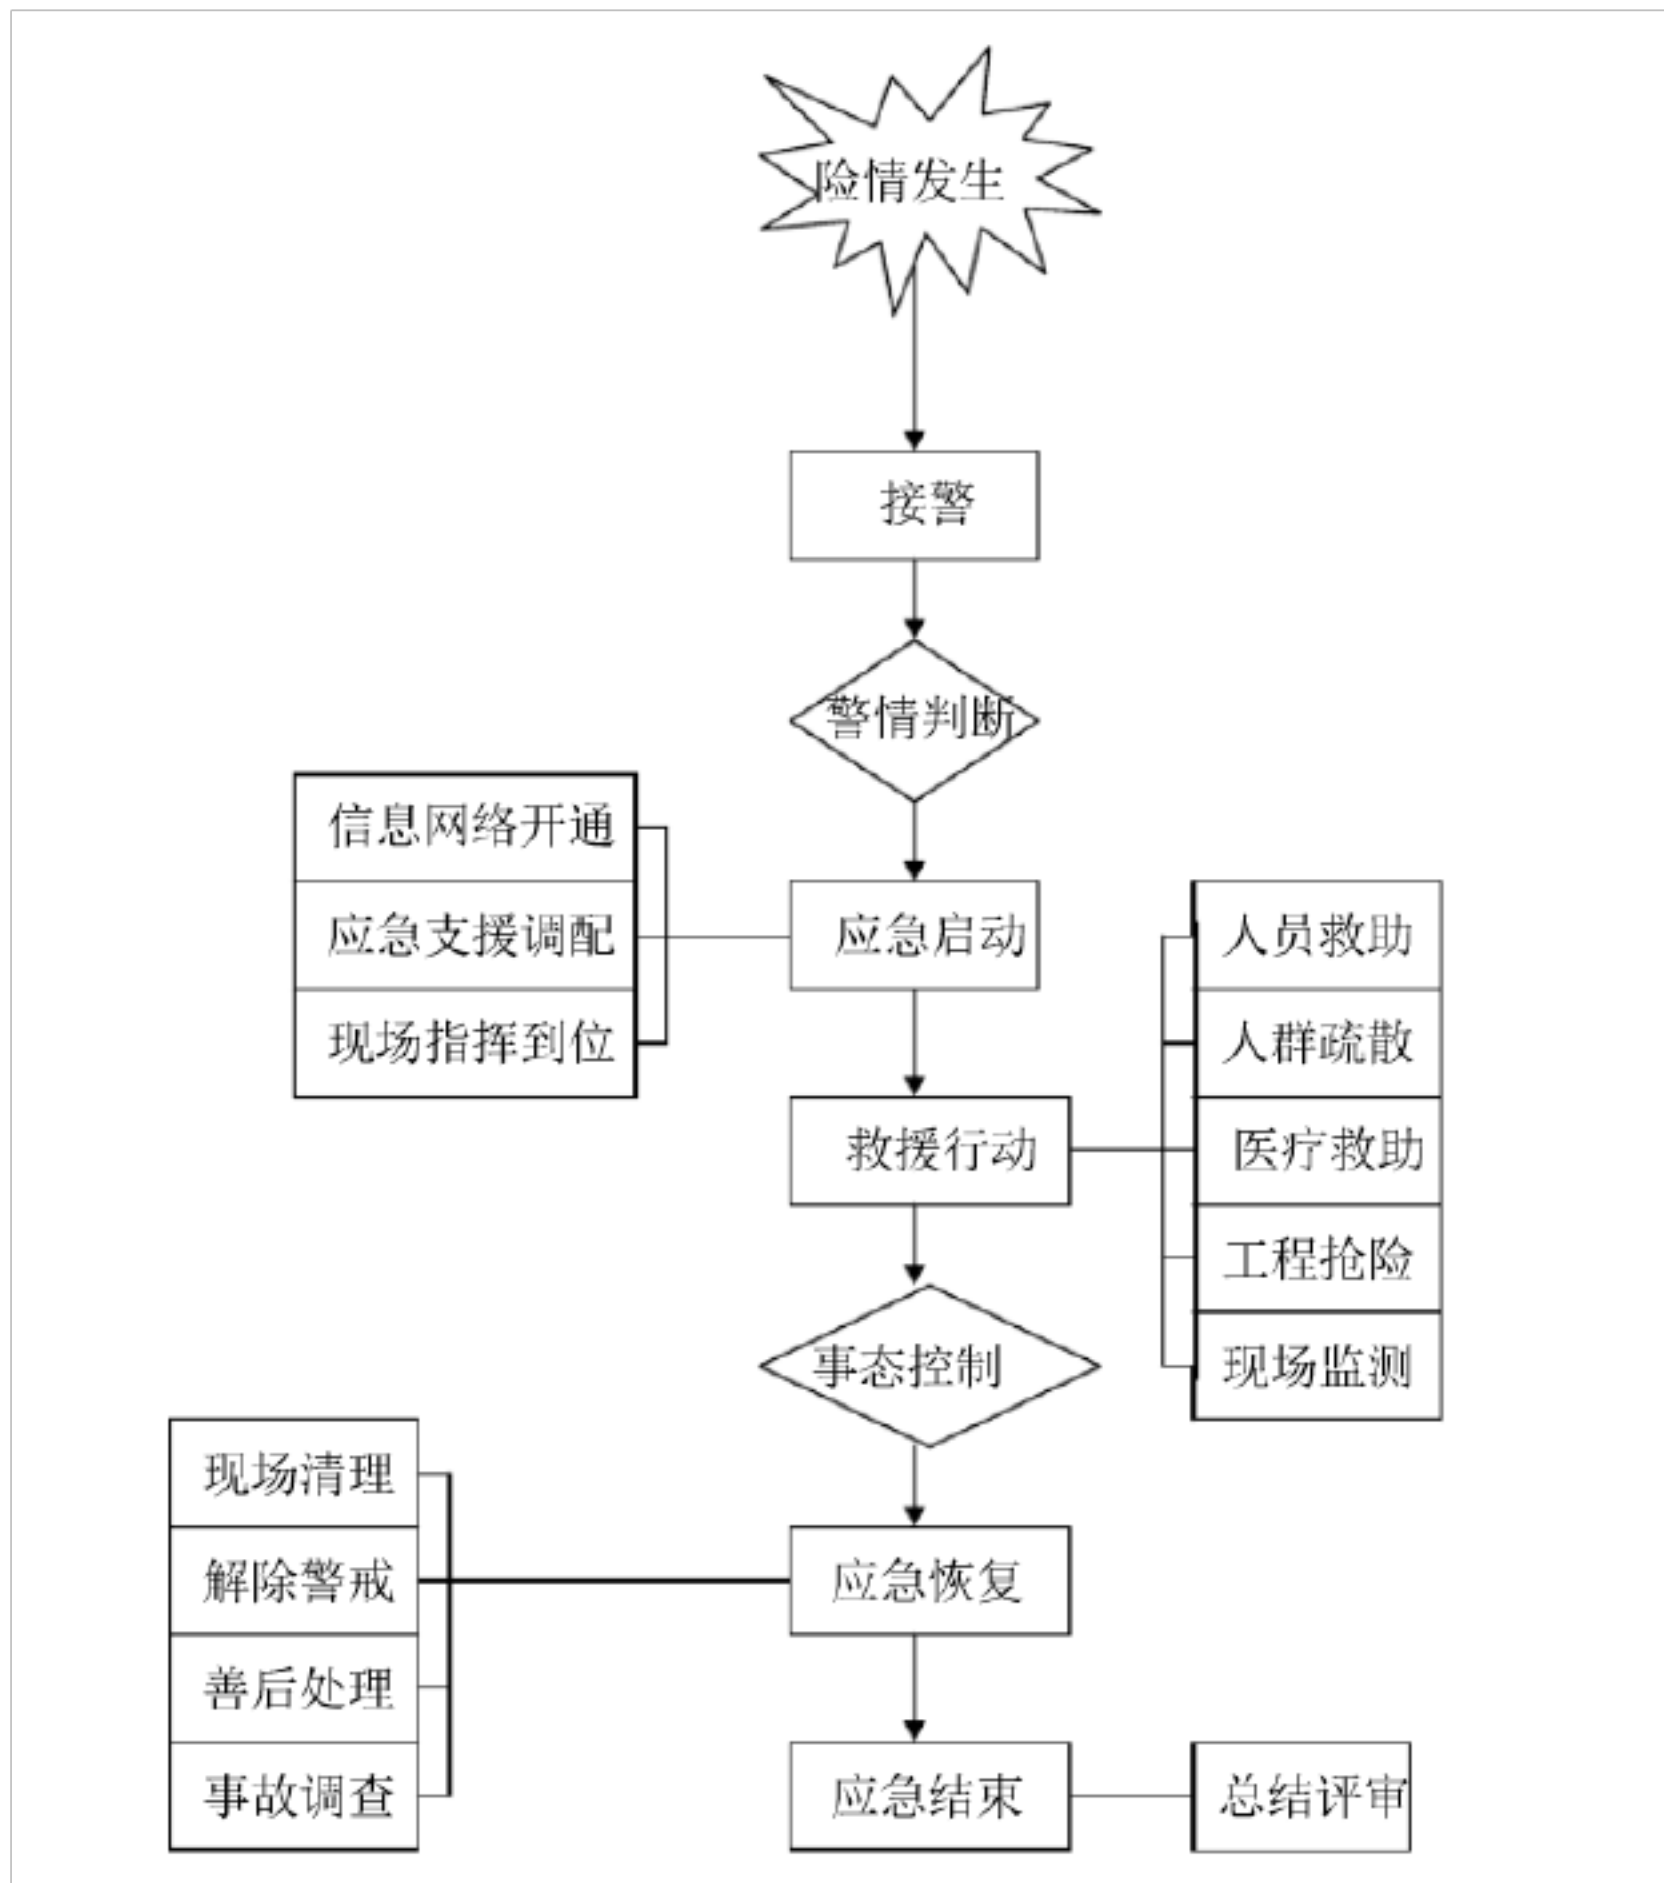 险情发生
接警
警情判断
信息网络开通
应急支援调配
现场指挥到位
应急启动
人员救助
人群疏散
医疗救助
工程抢险
现场监测
救援行动
事态控制
现场清理
解除警戒
善后处理
事故调查
应急恢复
应急结束
总结评审